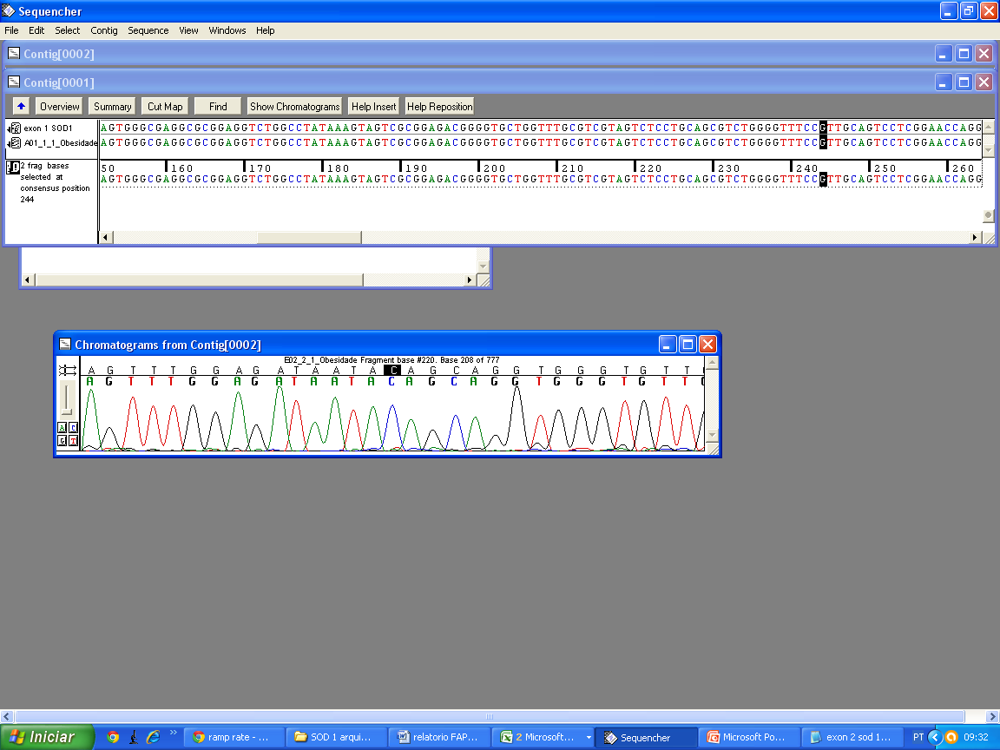 Sequencher
File Edit Select Contig Sequence View Windows Help
Contig[0002]
Contig[0001]
Overview Summary Cut Map Find Show Chromatograms Help Insert Help Reposition
exon 1 SOD1 AGTGGGCGAGGCGCGGAGGTCTGGCCTATAAAGTAGTCGCGGAGACGGGGTGCTGGTTTGCGTCGTAGTCTCCTGCAGCGTCTGGGGTTTCCGTTGCAGTCCTCGGAACCAGG
A01_1_1_Obesidade AGTGGGCGAGGCGCGGAGGTCTGGCCTATAAAGTAGTCGCGGAGACGGGGTGCTGGTTTGCGTCGTAGTCTCCTGCAGCGTCTGGGGTTTCCGTTGCAGTCCTCGGAACCAGG
2 frag bases 50 160 170 180 190 200 210 220 230 240 250 260
selected at AGTGGGCGAGGCGCGGAGGTCTGGCCTATAAAGTAGTCGCGGAGACGGGGTGCTGGTTTGCGTCGTAGTCTCCTGCAGCGTCTGGGGTTTCCGTTGCAGTCCTCGGAACCAGG
consensus position
244
Chromatograms from Contig[0002]
E02_2_1_Obesidade Fragment base #220. Base 208 of 777
A G T T T G G A G A T A A T A C A G C A G G T G G G T G T T
A G T T T G G A G A T A A T A C A G C A G G T G G G T G T T
A C
G T
Iniciar ramp rate - ... SOD 1 arqui... relatorio FAP... 2 Microsoft... Sequencher Microsoft Po... exon 2 sod 1... PT 09:32